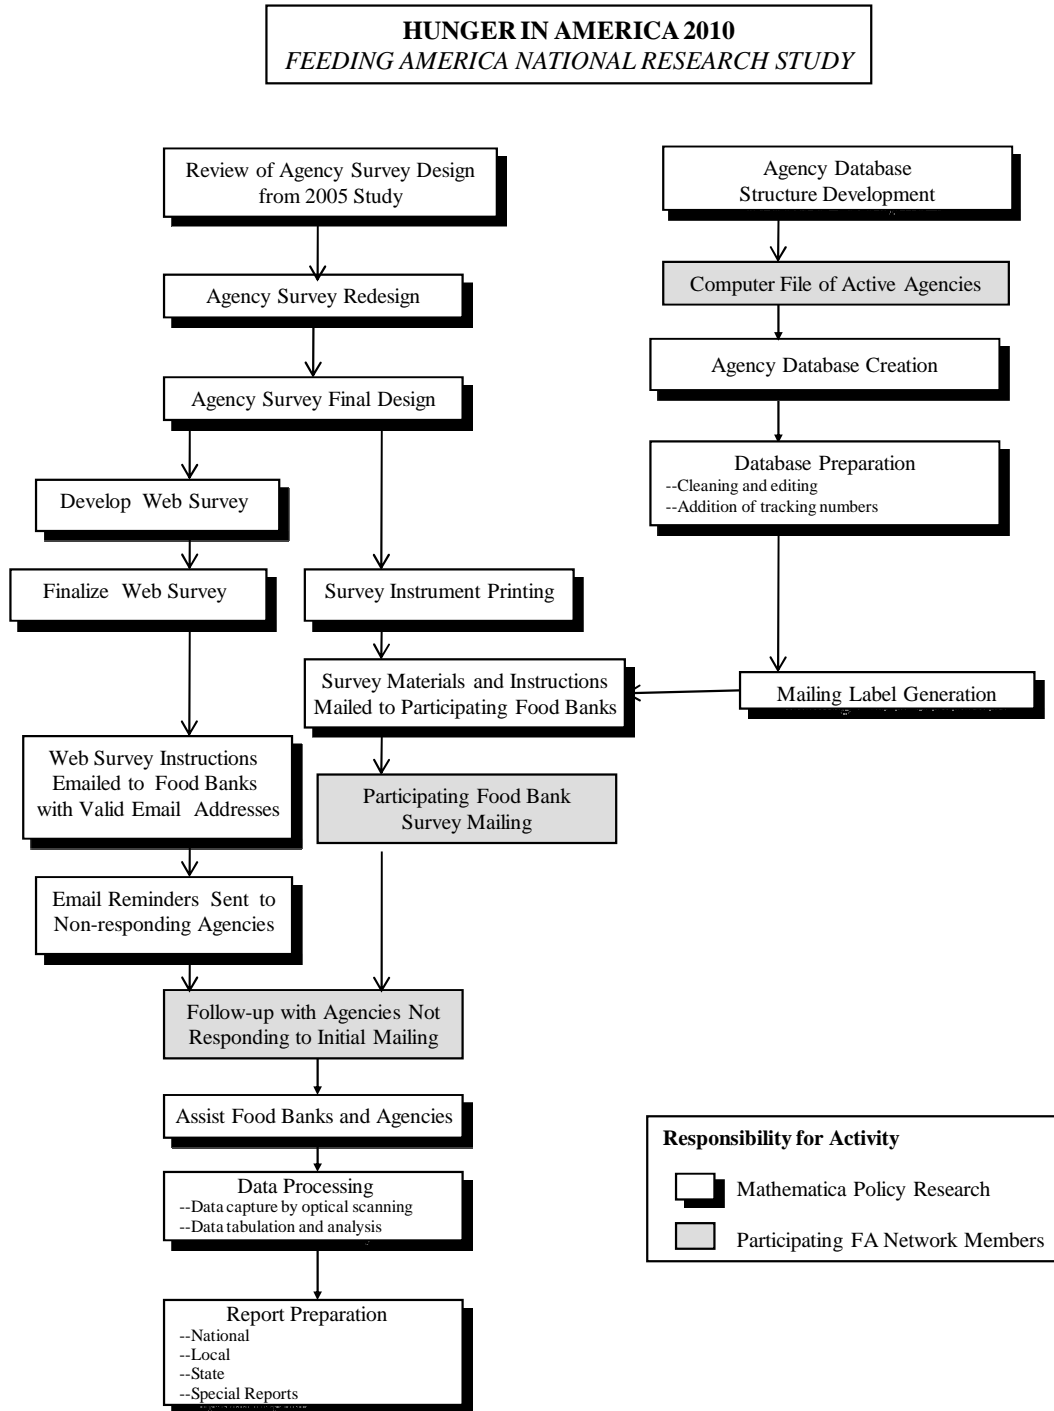 HUNGER IN AMERICA 2010
FEEDING AMERICA NATIONAL RESEARCH STUDY
Review of Agency Survey Design
from 2005 Study
Agency Survey Redesign
Agency Survey Final Design
Develop Web Survey
Finalize Web Survey
Web Survey Instructions
Emailed to Food Banks
with Valid Email Addresses
Email Reminders Sent to
Non-responding Agencies
Survey Instrument Printing
Survey Materials and Instructions
Mailed to Participating Food Banks
Participating Food Bank
Survey Mailing
Agency Database
Structure Development
Computer File of Active Agencies
Agency Database Creation
Database Preparation
--Cleaning and editing
--Addition of tracking numbers
Mailing Label Generation
Follow-up with Agencies Not
Responding to Initial Mailing
Assist Food Banks and Agencies
Data Processing
--Data capture by optical scanning
--Data tabulation and analysis
Report Preparation
--National
--Local
--State
--Special Reports
Responsibility for Activity
Mathematica Policy Research
Participating FA Network Members